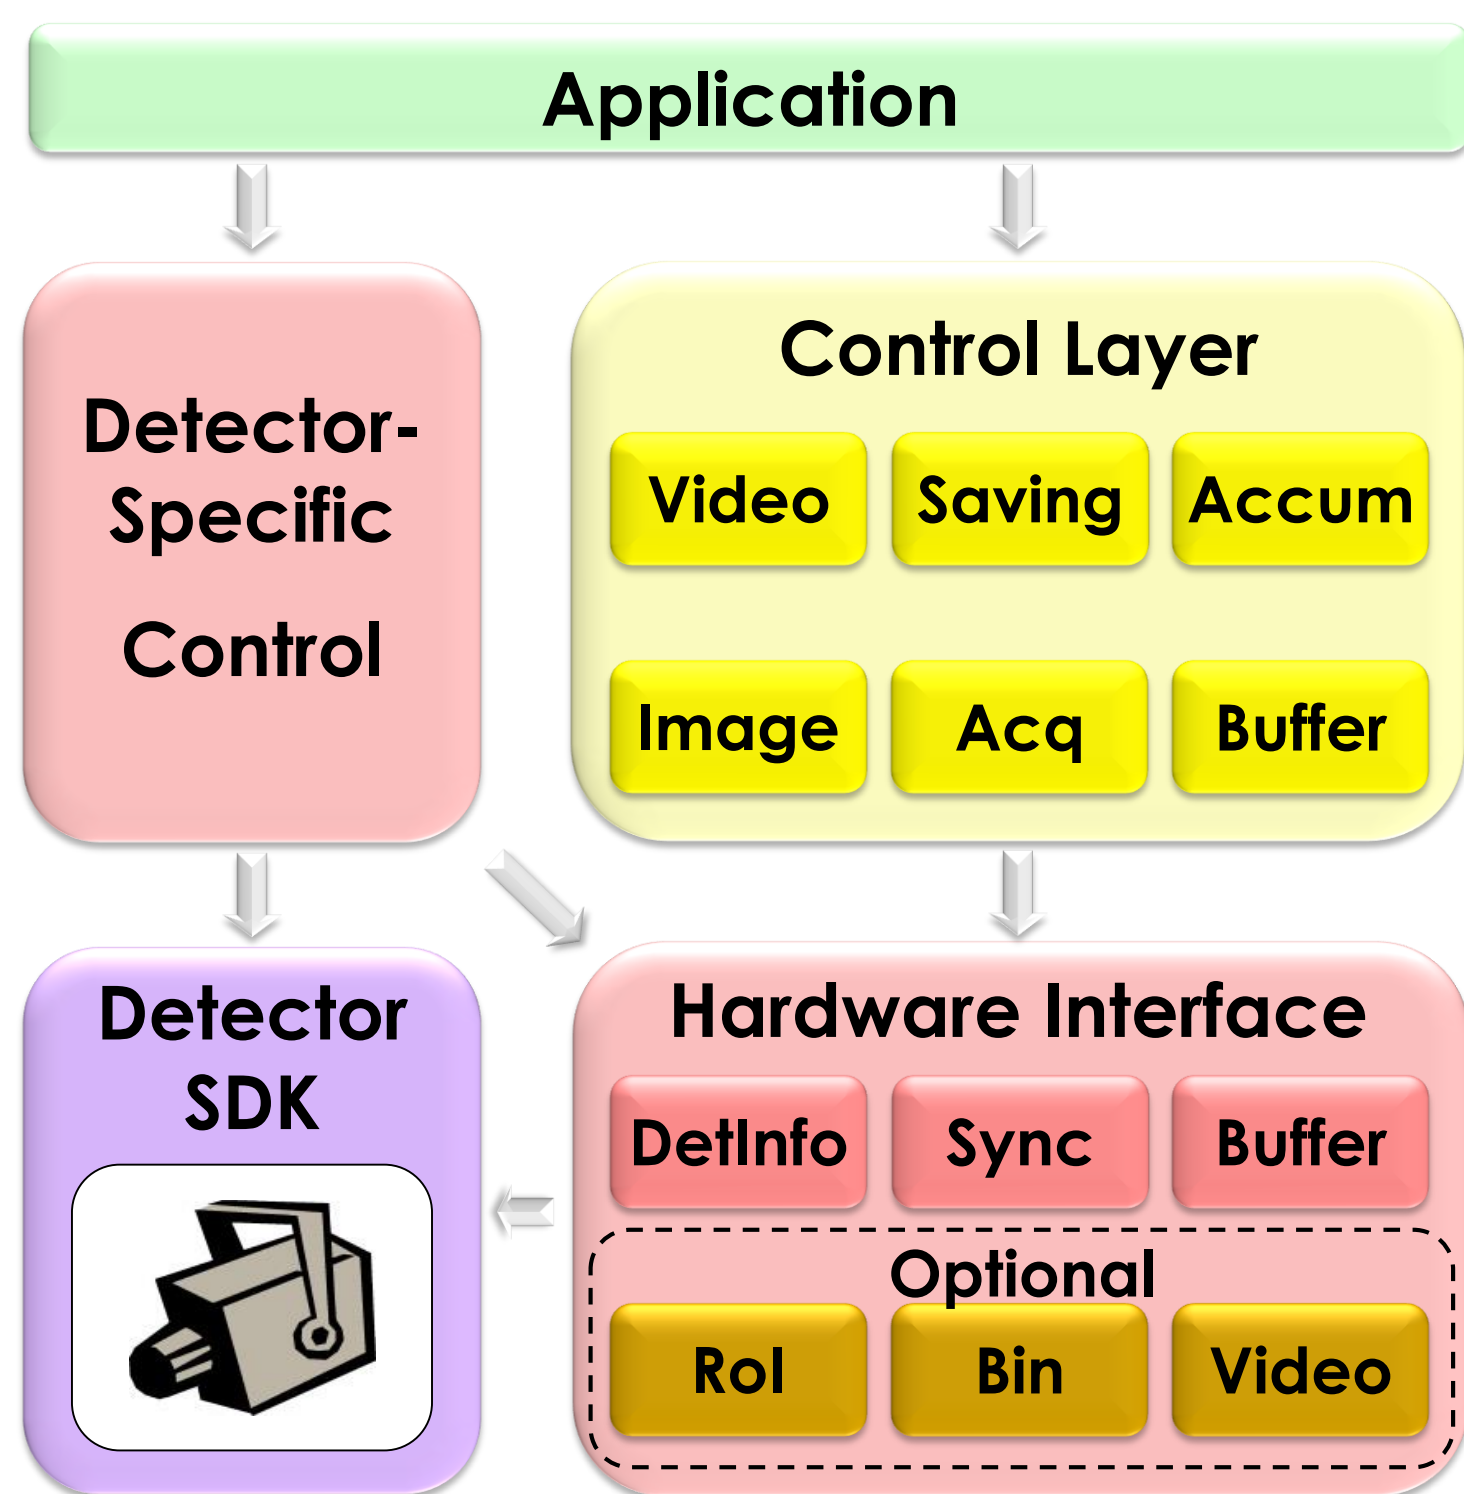 Application
Detector-
Specific
Control
Control Layer
Video Saving Accum
Image Acq Buffer
Detector
SDK
Hardware Interface
DetInfo Sync Buffer
Optional
RoI Bin Video